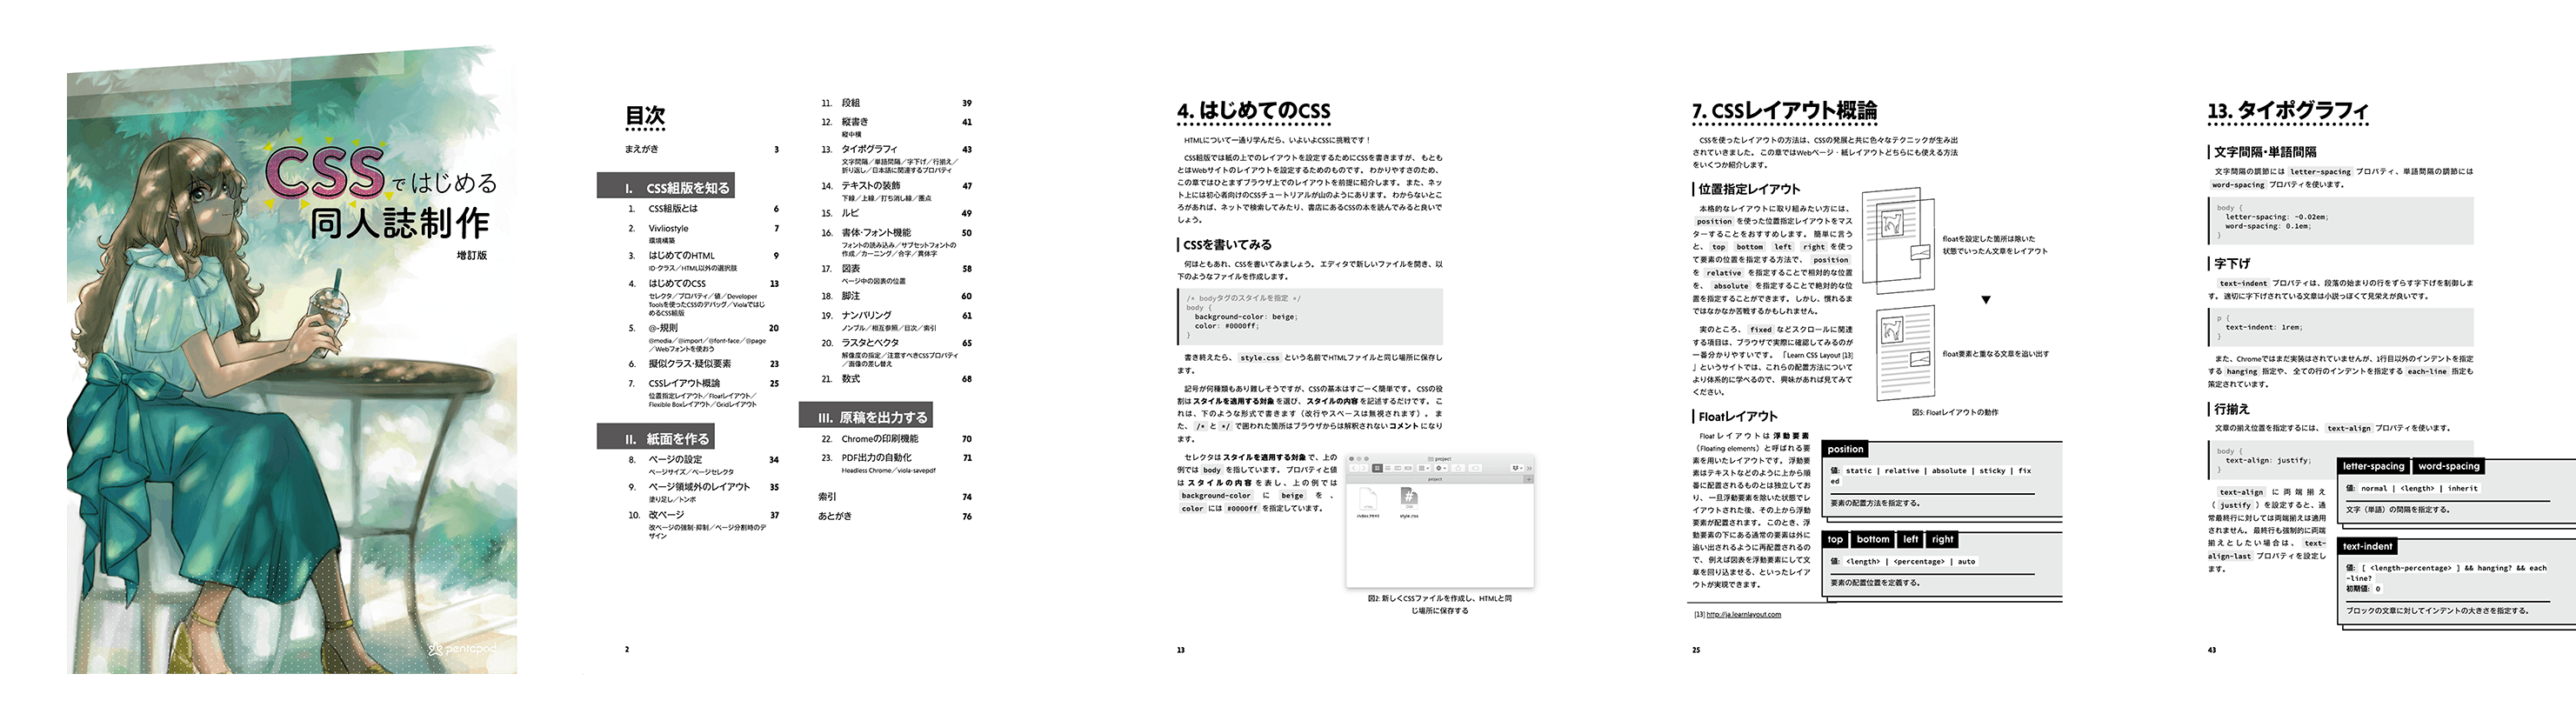 CSSではじめる
同人誌制作
増訂版
pentapod
目次
まえがき 3
I. CSS組版を知る
1. CSS組版とは 6
2. Vivliostyle 7
環境構築
3. はじめてのHTML 9
ID・クラス／HTML以外の選択肢
4. はじめてのCSS 13
セレクタ／プロパティ／値／Developer
Toolsを使ったCSSのデバッグ／Violaではじ
めるCSS組版
5. @-規則 20
@media／@import／@font-face／@page
／Webフォントを使おう
6. 擬似クラス・疑似要素 23
7. CSSレイアウト概論 25
位置指定レイアウト／Floatレイアウト／
Flexible Boxレイアウト／Gridレイアウト
II. 紙面を作る
8. ページの設定 34
ページサイズ／ページセレクタ
9. ページ領域外のレイアウト 35
塗り足し／トンボ
10. 改ページ 37
改ページの強制・抑制／ページ分割時のデ
ザイン
11. 段組 39
12. 縦書き 41
縦中横
13. タイポグラフィ 43
文字間隔／単語間隔／字下げ／行揃え／
折り返し／日本語に関連するプロパティ
14. テキストの装飾 47
下線／上線／打ち消し線／圏点
15. ルビ 49
16. 書体・フォント機能 50
フォントの読み込み／サブセットフォントの
作成／カーニング／合字／異体字
17. 図表 58
ページ中の図表の位置
18. 脚注 60
19. ナンバリング 61
ノンブル／相互参照／目次／索引
20. ラスタとベクタ 65
解像度の指定／注意すべきCSSプロパティ
／画像の差し替え
21. 数式 68
III. 原稿を出力する
22. Chromeの印刷機能 70
23. PDF出力の自動化 71
Headless Chrome／viola-savepdf
索引 74
あとがき 76
2
4. はじめてのCSS
HTMLについて一通り学んだら、いよいよCSSに挑戦です！
CSS組版では紙の上でのレイアウトを設定するためにCSSを書きますが、もとも
とはWebサイトのレイアウトを設定するためのものです。わかりやすさのため、
この章ではひとまずブラウザ上でのレイアウトを前提に紹介します。また、ネッ
ト上には初心者向けのCSSチュートリアルが山のようにあります。わからないとこ
ろがあれば、ネットで検索してみたり、書店にあるCSSの本を読んでみると良いで
しょう。
CSSを書いてみる
何はともあれ、CSSを書いてみましょう。エディタで新しいファイルを開き、以
下のようなファイルを作成します。
/* bodyタグのスタイルを指定 */
body {
background-color: beige;
color: #0000ff;
}
書き終えたら、 style.css という名前でHTMLファイルと同じ場所に保存し
ます。
記号が何種類もあり難しそうですが、CSSの基本はすごーく簡単です。CSSの役
割はスタイルを適用する対象を選び、スタイルの内容を記述するだけです。こ
れは、下のような形式で書きます（改行やスペースは無視されます）。ま
た、 /* と */ で囲われた箇所はブラウザからは解釈されないコメントになり
ます。
セレクタはスタイルを適用する対象で、上の
例では body を指しています。プロパティと値
はスタイルの内容を表し、上の例では
background-color に beige を、
color には #0000ff を指定しています。
project
project
index.html style.css
図2: 新しくCSSファイルを作成し、HTMLと同
じ場所に保存する
13
7. CSSレイアウト概論
CSSを使ったレイアウトの方法は、CSSの発展と共に色々なテクニックが生み出
されていきました。この章ではWebページ・紙レイアウトどちらにも使える方法
をいくつか紹介します。
位置指定レイアウト
本格的なレイアウトに取り組みたい方には、
position を使った位置指定レイアウトをマス
ターすることをおすすめします。簡単に言う
と、 top bottom left right を使っ
て要素の位置を指定する方法で、 position
を relative を指定することで相対的な位置
を、 absolute を指定することで絶対的な位
置を指定することができます。しかし、慣れるま
ではなかなか苦戦するかもしれません。
実のところ、 fixed などスクロールに関連
する項目は、ブラウザで実際に確認してみるのが
一番分かりやすいです。「Learn CSS Layout [13]
」というサイトでは、これらの配置方法について
より体系的に学べるので、興味があれば見てみて
ください。
floatを設定した箇所は除いた
状態でいったん文章をレイアウト
▼
float要素と重なる文章を追い出す
図5: Floatレイアウトの動作
Floatレイアウト
Floatレイアウトは浮動要素
（Floating elements）と呼ばれる要
素を用いたレイアウトです。浮動要
素はテキストなどのように上から順
番に配置されるものとは独立してお
り、一旦浮動要素を除いた状態でレ
イアウトされた後、その上から浮動
要素が配置されます。このとき、浮
動要素の下にある通常の要素は外に
追い出されるように再配置されるの
で、例えば図表を浮動要素にして文
章を回り込ませる、といったレイア
ウトが実現できます。
position
値: static | relative | absolute | sticky | fix
ed
要素の配置方法を指定する。
top bottom left right
値: <length> | <percentage> | auto
要素の配置位置を定義する。
[13] http://ja.learnlayout.com
25
13. タイポグラフィ
文字間隔・単語間隔
文字間隔の調節には letter-spacing プロパティ、単語間隔の調節には
word-spacing プロパティを使います。
body {
letter-spacing: -0.02em;
word-spacing: 0.1em;
}
字下げ
text-indent プロパティは、段落の始まりの行をずらす字下げを制御しま
す。適切に字下げされている文章は小説っぽくて見栄えが良いです。
p {
text-indent: 1rem;
}
また、Chromeではまだ実装はされていませんが、1行目以外のインデントを指定
する hanging 指定や、全ての行のインデントを指定する each-line 指定も
策定されています。
行揃え
文章の揃え位置を指定するには、 text-align プロパティを使います。
body {
text-align: justify;
}
text-align に両端揃え
（ justify ）を設定すると、通
常最終行に対しては両端揃えは適用
されません。最終行も強制的に両端
揃えとしたい場合は、 text-
align-last プロパティを設定し
ます。
letter-spacing word-spacing
値: normal | <length> | inherit
文字（単語）の間隔を指定する。
text-indent
値: [ <length-percentage> ] && hanging? && each
-line?
初期値: 0
ブロックの文章に対してインデントの大きさを指定する。
43